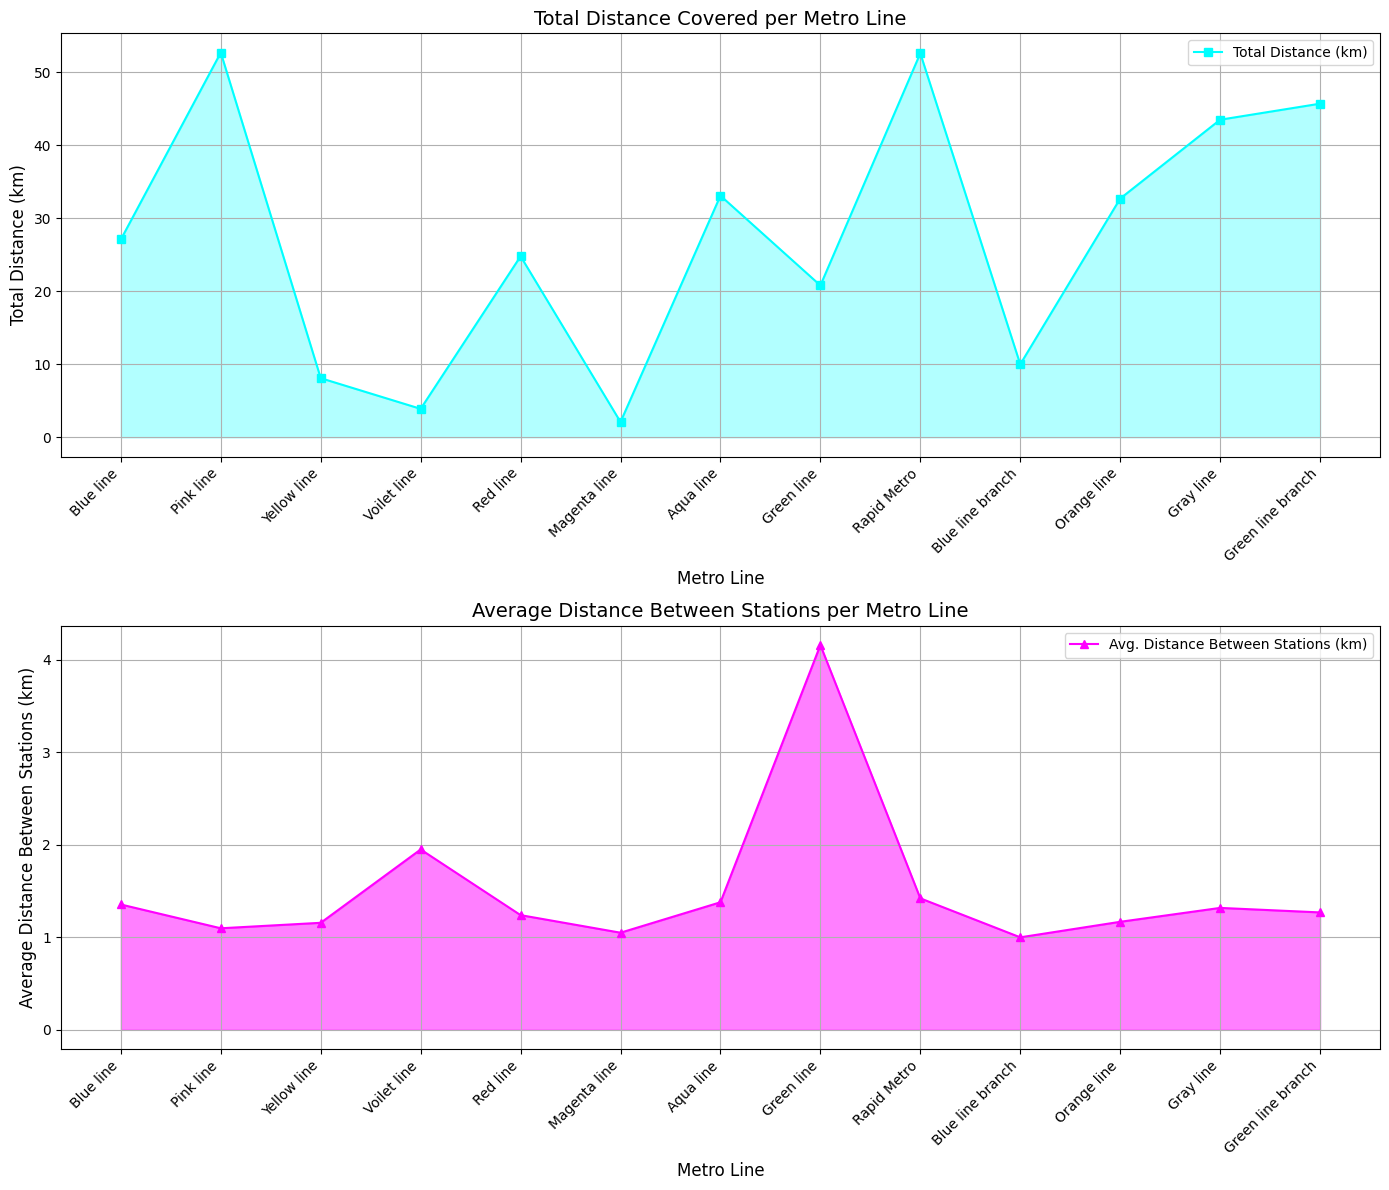 Total Distance Covered per Metro Line
Total Distance (km)
Total Distance (km)
50
40
30
20
10
0
Blue line
Pink line
Yellow line
Voilet line
Red line
Magenta line
Aqua line
Green line
Rapid Metro
Blue line branch
Orange line
Gray line
Green line branch
Metro Line
Average Distance Between Stations per Metro Line
Avg. Distance Between Stations (km)
Average Distance Between Stations (km)
4
3
2
1
0
Blue line
Pink line
Yellow line
Voilet line
Red line
Magenta line
Aqua line
Green line
Rapid Metro
Blue line branch
Orange line
Gray line
Green line branch
Metro Line